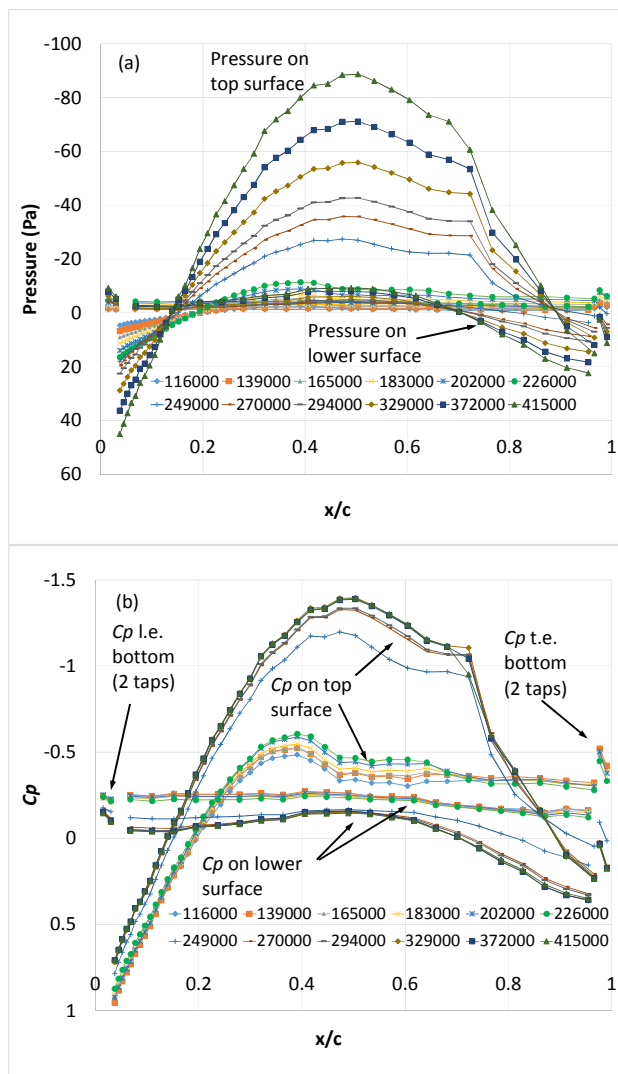 (a)
Pressure on
top surface
-100
-80
-60
-40
-20
0
20
40
60
Pressure (Pa)
Pressure on
lower surface
116000 139000 165000 183000 202000 226000
249000 270000 294000 329000 372000 415000
0 0.2 0.4 0.6 0.8 1
x/c
(b)
-1.5
-1
-0.5
0
0.5
1
Cp
Cp l.e.
bottom
(2 taps)
Cp t.e.
bottom
(2 taps)
Cp on top
surface
Cp on lower
surface
116000 139000 165000 183000 202000 226000
249000 270000 294000 329000 372000 415000
0 0.2 0.4 0.6 0.8 1
x/c